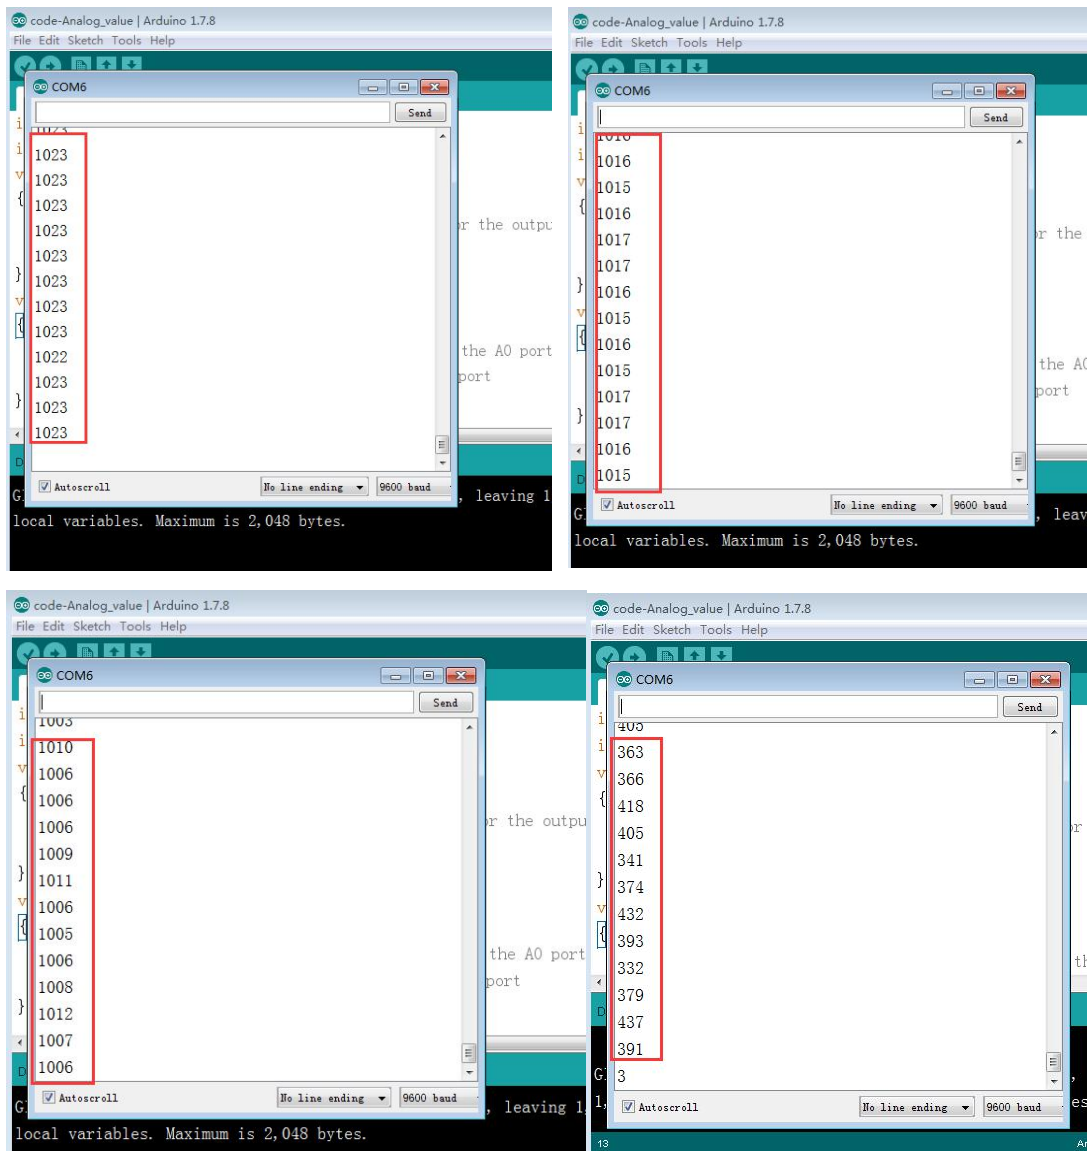 code-Analog_value | Arduino 1.7.8
File Edit Sketch Tools Help
COM6
Send
1023
1023
1023
1023
1023
1023
1023
1023
1023
1022
1023
1023
1023
or the outpu
the A0 port
port
Autoscroll
No line ending
9600 baud
, leaving 1
local variables. Maximum is 2,048 bytes.
code-Analog_value | Arduino 1.7.8
File Edit Sketch Tools Help
COM6
Send
1016
1016
1015
1016
1017
1017
1016
1015
1016
1015
1017
1017
1016
1015
or the
the A0
port
Autoscroll
No line ending
9600 baud
, leav
local variables. Maximum is 2,048 bytes.
code-Analog_value | Arduino 1.7.8
File Edit Sketch Tools Help
COM6
Send
1003
1010
1006
1006
1006
1009
1011
1006
1005
1006
1008
1012
1007
1006
or the outpu
the A0 port
port
Autoscroll
No line ending
9600 baud
, leaving 1,
local variables. Maximum is 2,048 bytes.
code-Analog_value | Arduino 1.7.8
File Edit Sketch Tools Help
COM6
Send
405
363
366
418
405
341
374
432
393
332
379
437
391
3
Autoscroll
No line ending
9600 baud
13